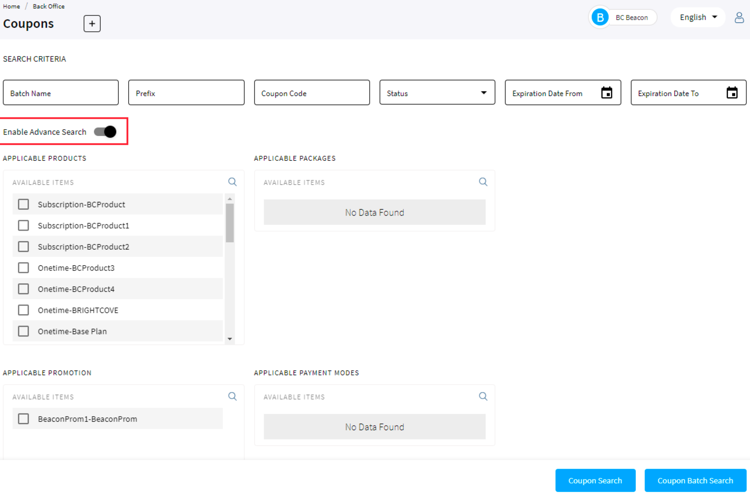 Home / Back Office
Coupons +
B BC Beacon
English
SEARCH CRITERIA
Batch Name
Prefix
Coupon Code
Status
Expiration Date From
Expiration Date To
Enable Advance Search
APPLICABLE PRODUCTS
AVAILABLE ITEMS
Subscription-BCProduct
Subscription-BCProduct1
Subscription-BCProduct2
Onetime-BCProduct3
Onetime-BCProduct4
Onetime-BRIGHTCOVE
Onetime-Base Plan
APPLICABLE PACKAGES
AVAILABLE ITEMS
No Data Found
APPLICABLE PROMOTION
AVAILABLE ITEMS
BeaconProm1-BeaconProm
APPLICABLE PAYMENT MODES
AVAILABLE ITEMS
No Data Found
Coupon Search
Coupon Batch Search